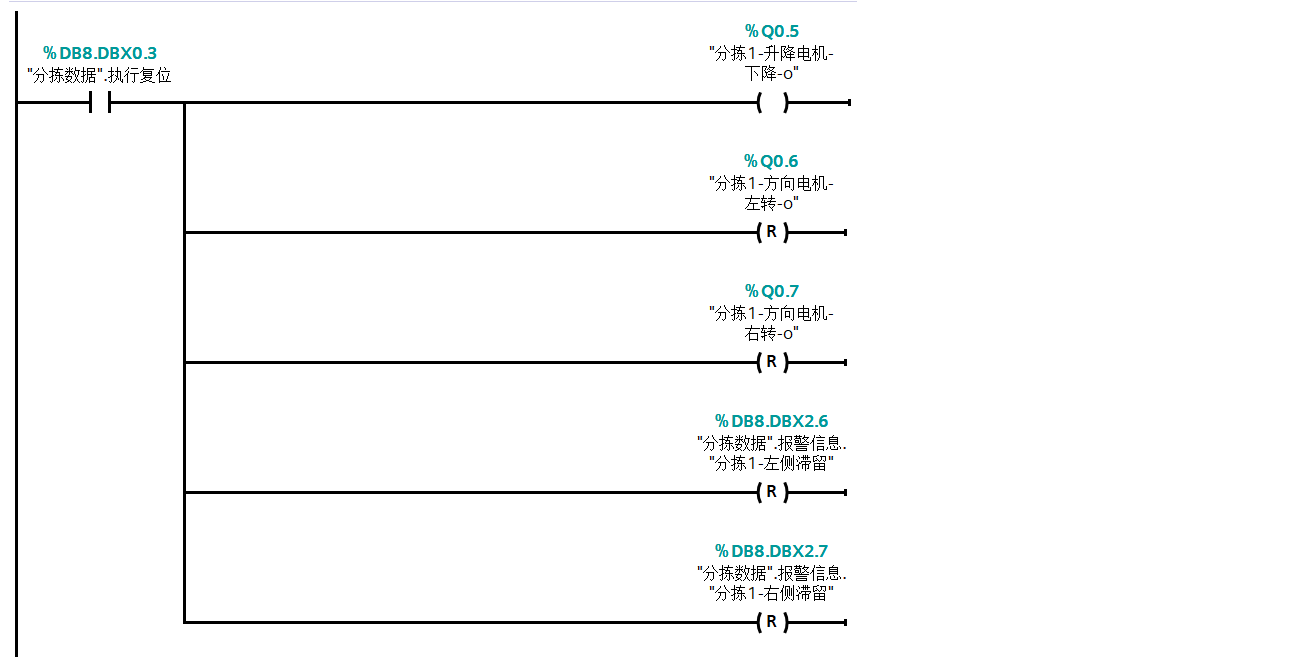 %Q0.5
"分拣1-升降电机-
下降-o"
%DB8.DBX0.3
"分拣数据".执行复位
%Q0.6
"分拣1-方向电机-
左转-o"
R
%Q0.7
"分拣1-方向电机-
右转-o"
R
%DB8.DBX2.6
"分拣数据".报警信息.
"分拣1-左侧滞留"
R
%DB8.DBX2.7
"分拣数据".报警信息.
"分拣1-右侧滞留"
R